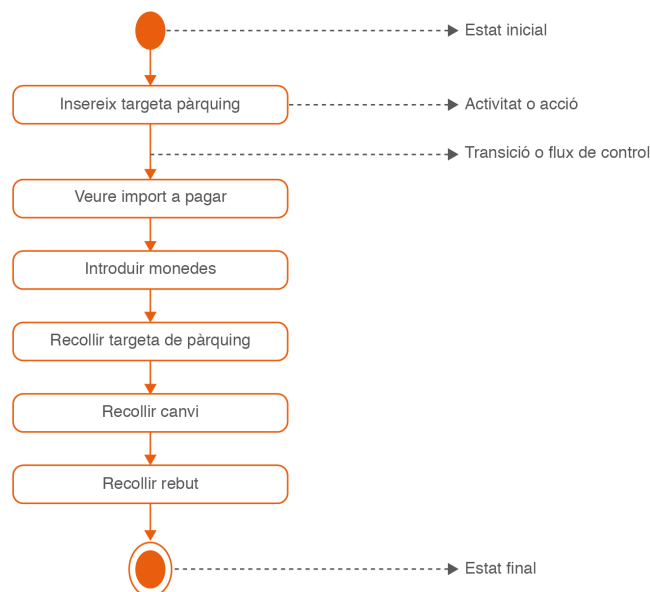 Estat inicial
Insereix targeta pàrquing
Activitat o acció
Transició o flux de control
Veure import a pagar
Introduir monedes
Recollir targeta de pàrquing
Recollir canvi
Recollir rebut
Estat final